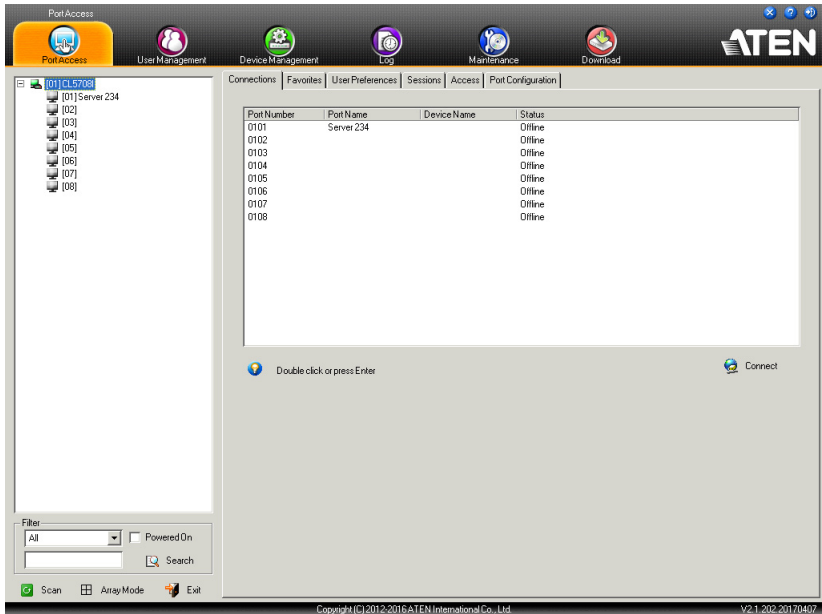 PortAccess
Port Access
User Management
Device Management
Log
Maintenance
Download
ATEN
[01]CL5708I
[01]Server 234
[02]
[03]
[04]
[05]
[06]
[07]
[08]
Connections Favorites User Preferences Sessions Access Port Configuration
Port Number Port Name Device Name Status
0101 Server 234 Offline
0102 Offline
0103 Offline
0104 Offline
0105 Offline
0106 Offline
0107 Offline
0108 Offline
Double click or press Enter
Connect
Filter
All
Powered On
Search
Scan
Array Mode
Exit
Copyright (C) 2012-2016 ATEN International Co., Ltd.
V2.1.202.20170407